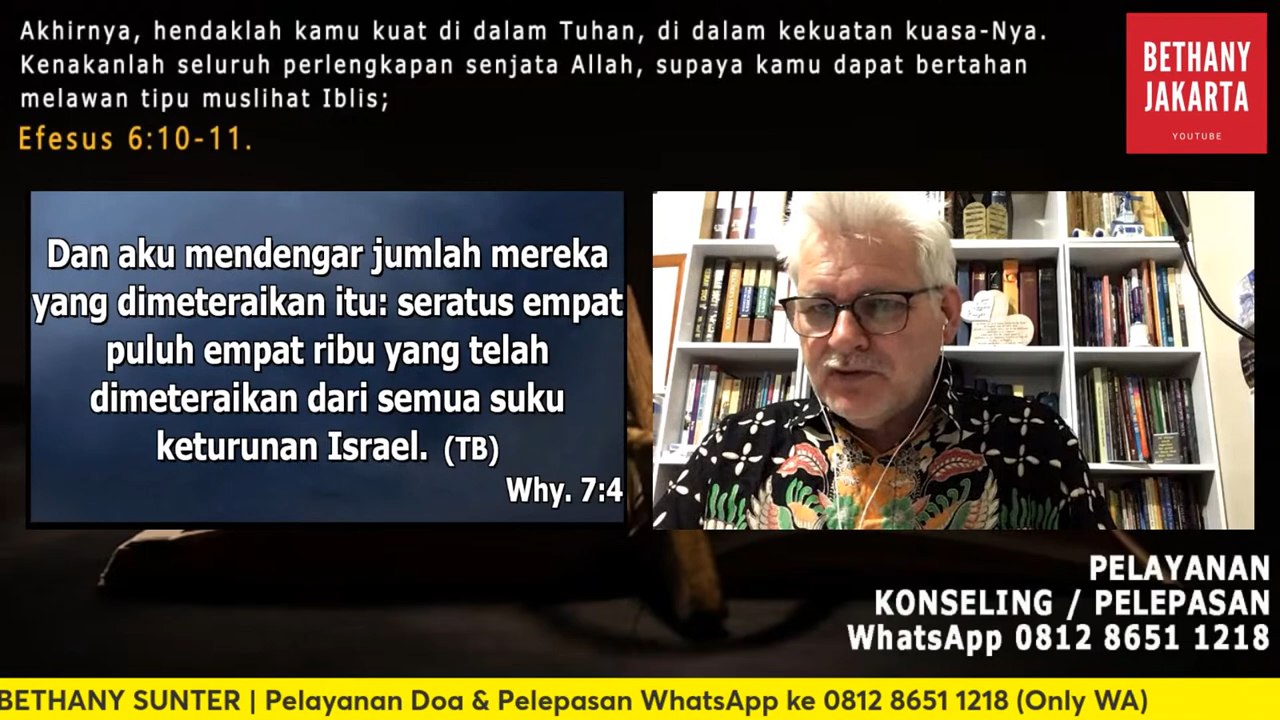 Akhirnya, hendaklah kamu kuat di dalam Tuhan, di dalam kekuatan kuasa-Nya.
Kenakanlah seluruh perlengkapan senjata Allah, supaya kamu dapat bertahan
melawan tipu muslihat Iblis;
Efesus 6:10-11.
BETHANY
JAKARTA
YOUTUBE
Dan aku mendengar jumlah mereka
yang dimeteraikan itu: seratus empat
puluh empat ribu yang telah
dimeteraikan dari semua suku
keturunan Israel. (TB)
Why. 7:4
PELAYANAN
KONSELING / PELEPASAN
WhatsApp 0812 8651 1218
BETHANY SUNTER | Pelayanan Doa & Pelepasan WhatsApp ke 0812 8651 1218 (Only WA)